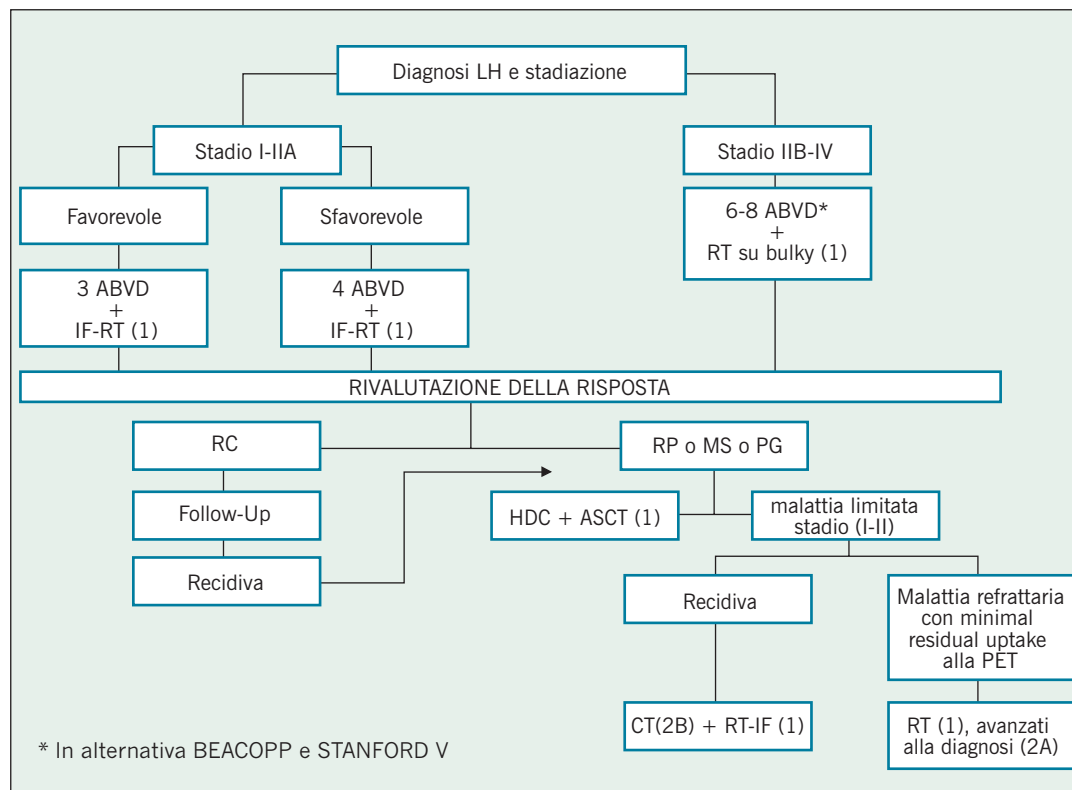 Diagnosi LH e stadiazione
Stadio I-IIA
Stadio IIB-IV
Favorevole
Sfavorevole
6-8 ABVD*
+
RT su bulky (1)
3 ABVD
+
IF-RT (1)
4 ABVD
+
IF-RT (1)
RIVALUTAZIONE DELLA RISPOSTA
RC
RP o MS o PG
Follow-Up
HDC + ASCT (1)
malattia limitata
stadio (I-II)
Recidiva
Recidiva
Malattia refrattaria
con minimal
residual uptake
alla PET
CT(2B) + RT-IF (1)
RT (1), avanzati
alla diagnosi (2A)
* In alternativa BEACOPP e STANFORD V